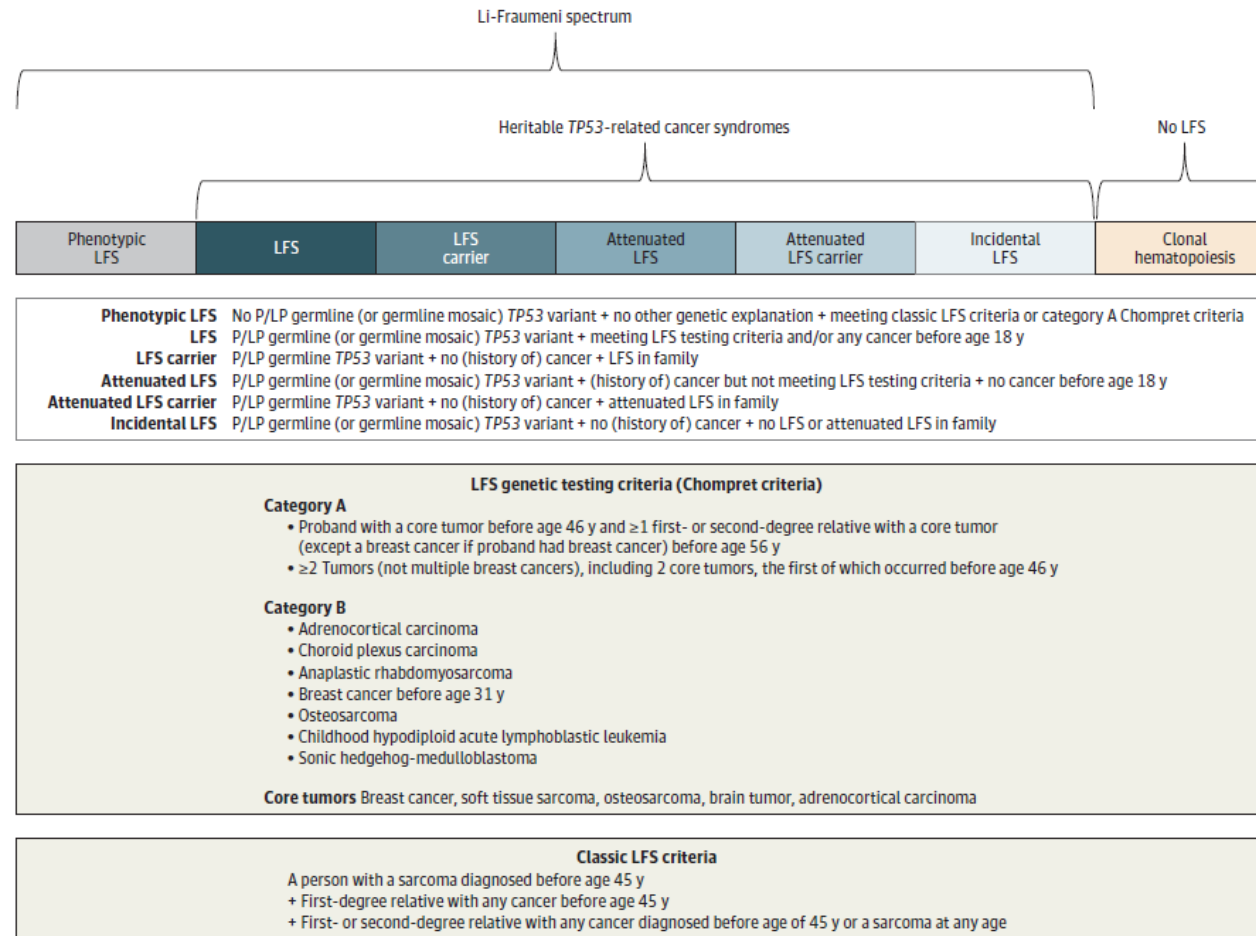 Li-Fraumeni spectrum
Heritable TP53-related cancer syndromes
No LFS
Phenotypic
LFS
LFS
LFS
carrier
Attenuated
LFS
Attenuated
LFS carrier
Incidental
LFS
Clonal
hematopoiesis
Phenotypic LFS No P/LP germline (or germline mosaic) TP53 variant + no other genetic explanation + meeting classic LFS criteria or category A Chompret criteria
LFS P/LP germline (or germline mosaic) TP53 variant + meeting LFS testing criteria and/or any cancer before age 18 y
LFS carrier P/LP germline TP53 variant + no (history of) cancer + LFS in family
Attenuated LFS P/LP germline (or germline mosaic) TP53 variant + (history of) cancer but not meeting LFS testing criteria + no cancer before age 18 y
Attenuated LFS carrier P/LP germline TP53 variant + no (history of) cancer + attenuated LFS in family
Incidental LFS P/LP germline (or germline mosaic) TP53 variant + no (history of) cancer + no LFS or attenuated LFS in family
LFS genetic testing criteria (Chompret criteria)
Category A
• Proband with a core tumor before age 46 y and ≥1 first- or second-degree relative with a core tumor
(except a breast cancer if proband had breast cancer) before age 56 y
• ≥2 Tumors (not multiple breast cancers), including 2 core tumors, the first of which occurred before age 46 y
Category B
• Adrenocortical carcinoma
• Choroid plexus carcinoma
• Anaplastic rhabdomyosarcoma
• Breast cancer before age 31 y
• Osteosarcoma
• Childhood hypodiploid acute lymphoblastic leukemia
• Sonic hedgehog-medulloblastoma
Core tumors Breast cancer, soft tissue sarcoma, osteosarcoma, brain tumor, adrenocortical carcinoma
Classic LFS criteria
A person with a sarcoma diagnosed before age 45 y
+ First-degree relative with any cancer before age 45 y
+ First- or second-degree relative with any cancer diagnosed before age of 45 y or a sarcoma at any age